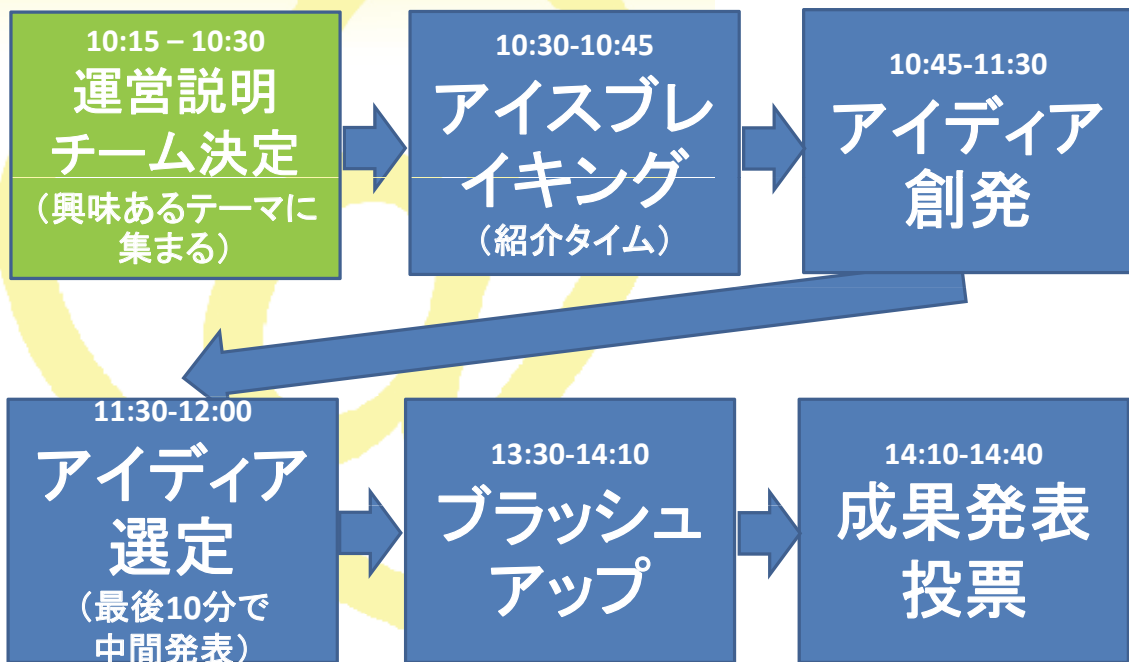 10:15 – 10:30
運営説明
チーム決定
（興味あるテーマに
集まる）
10:30-10:45
アイスブレ
イキング
（紹介タイム）
10:45-11:30
アイディア
創発
11:30-12:00
アイディア
選定
（最後10分で
中間発表）
13:30-14:10
ブラッシュ
アップ
14:10-14:40
成果発表
投票